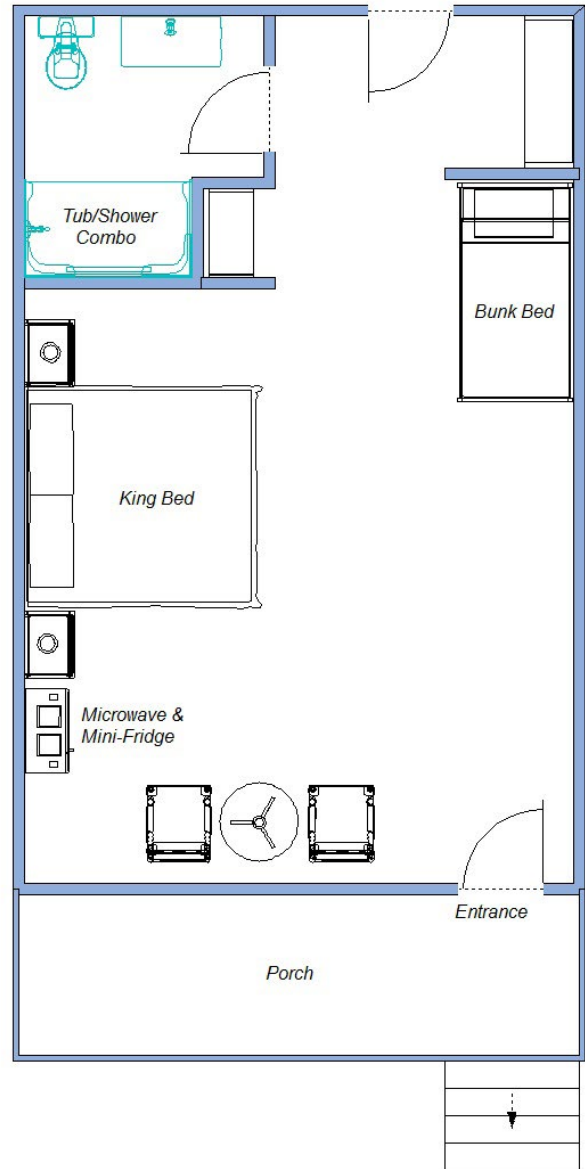 Tub/Shower
Combo
Bunk Bed
King Bed
Microwave &
Mini-Fridge
Entrance
Porch